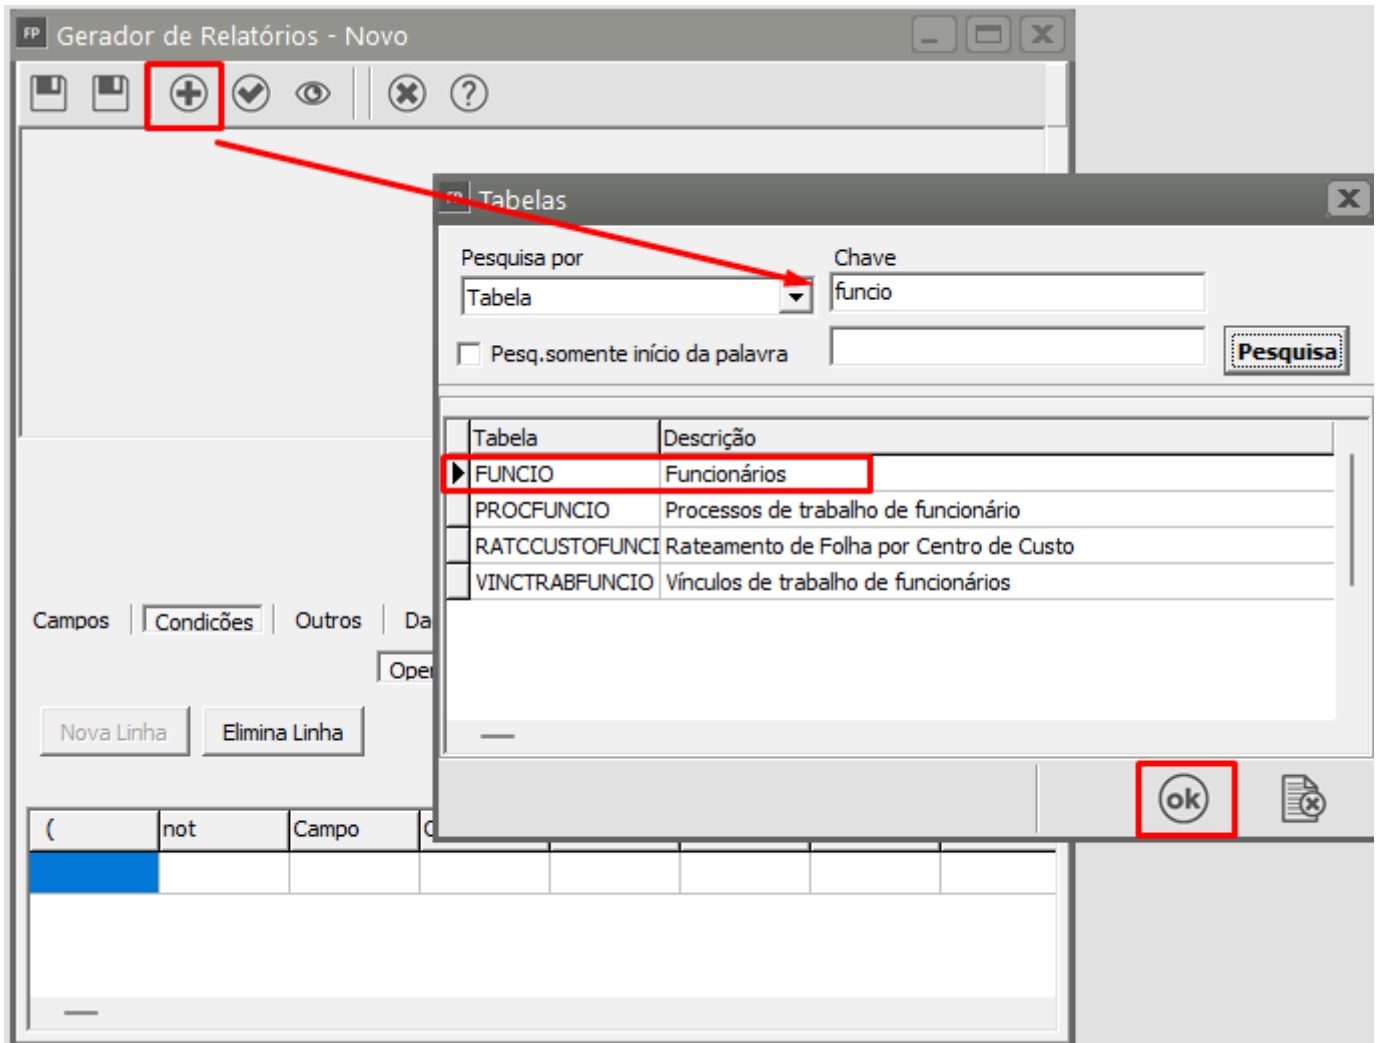 FP Gerador de Relatórios - Novo
FP Tabelas
Pesquisa por
Chave
Tabela
funcio
Pesq.somente início da palavra
Pesquisa
Tabela Descrição
FUNCIO Funcionários
PROCFUNCIO Processos de trabalho de funcionário
RATCCUSTOFUNCI Rateamento de Folha por Centro de Custo
VINCTRABFUNCIO Vínculos de trabalho de funcionários
ok
Campos Condicões Outros Da
Oper
Nova Linha Elimina Linha
( not Campo